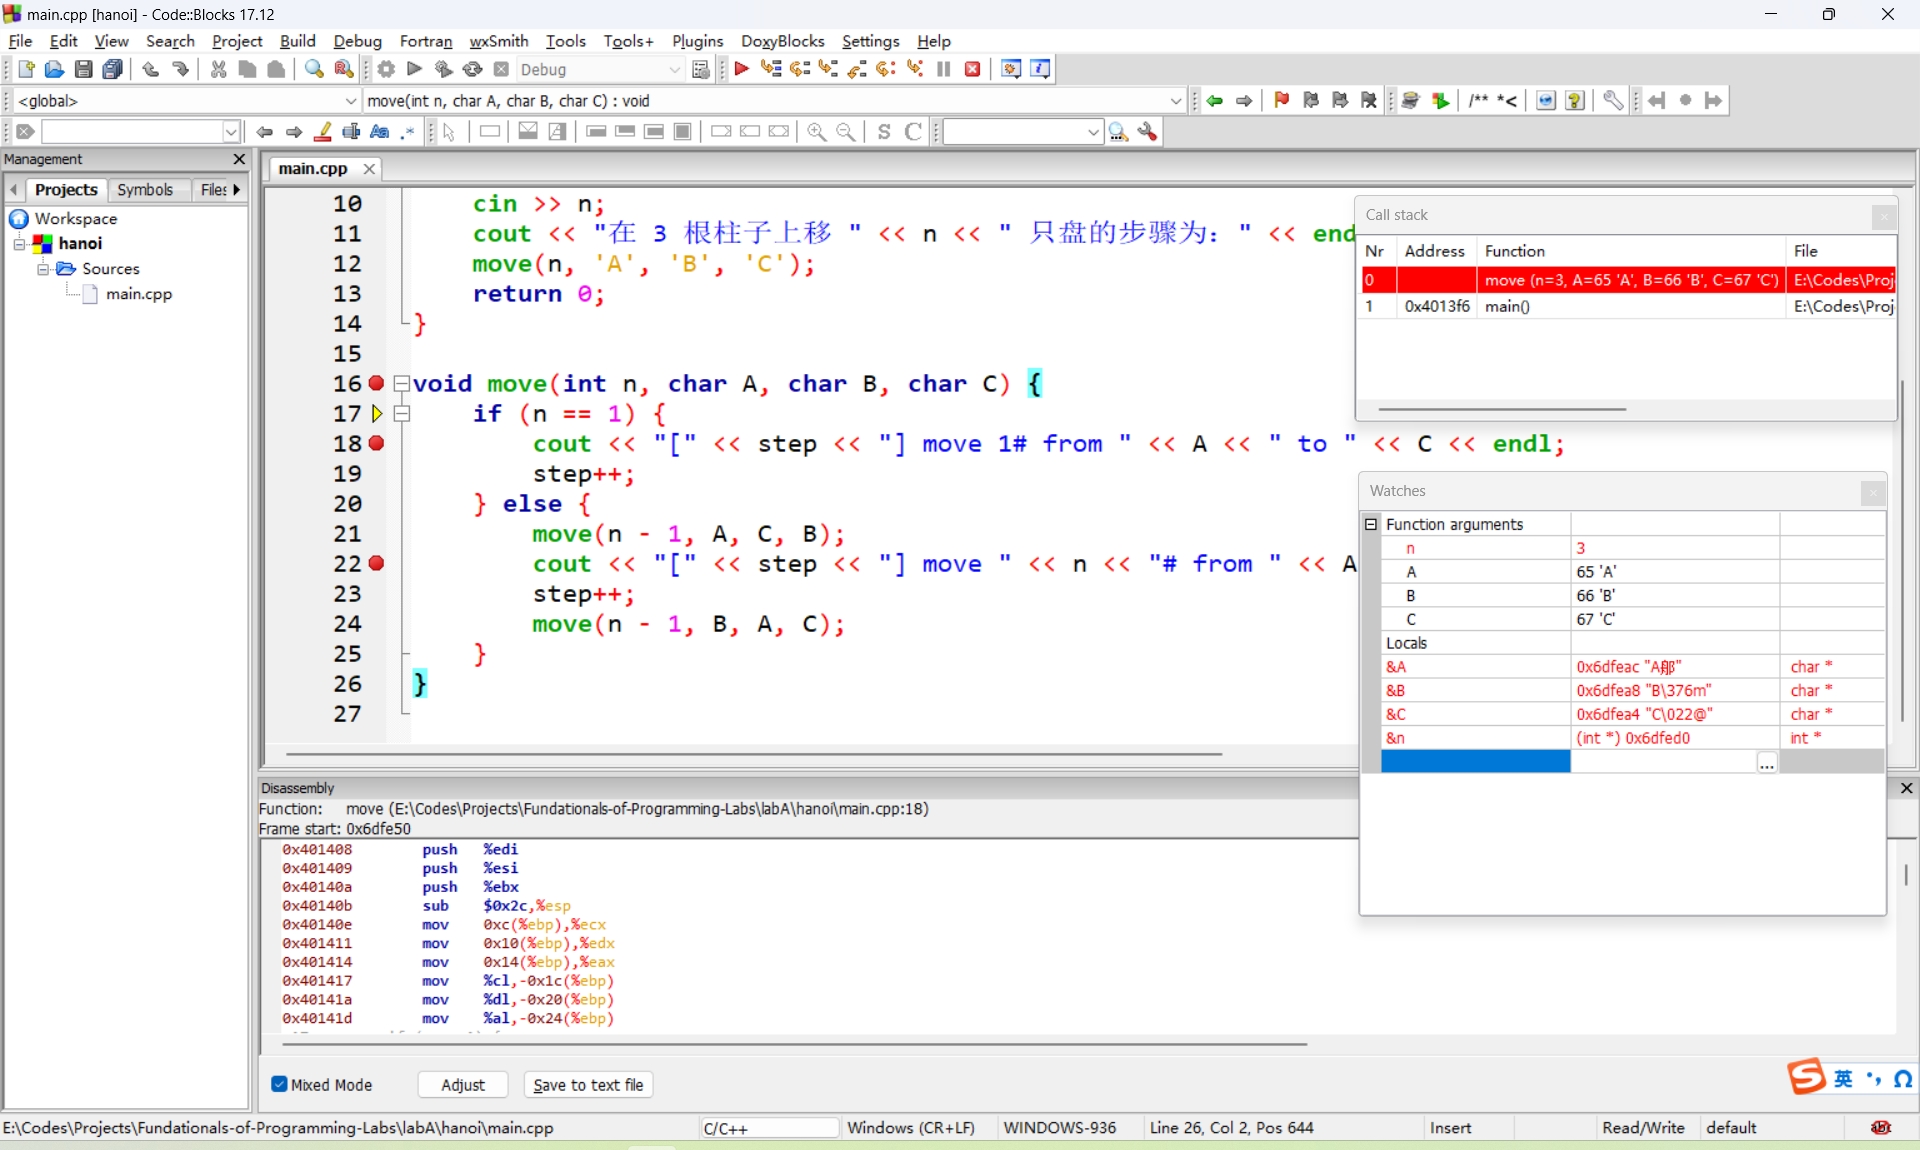 main.cpp [hanoi] - Code::Blocks 17.12
File Edit View Search Project Build Debug Fortran wxSmith Tools Tools+ Plugins DoxyBlocks Settings Help
Debug
<global> move(int n, char A, char B, char C) : void
/** *<
Management
Projects Symbols Files
Workspace
hanoi
Sources
main.cpp
main.cpp
10 cin >> n;
11 cout << "在 3 根柱子上移 " << n << " 只盘的步骤为: " << end
12 move(n, 'A', 'B', 'C');
13 return 0;
14 }
15
16 void move(int n, char A, char B, char C) {
17 if (n == 1) {
18 cout << "[" << step << "] move 1# from " << A << " to " << C << endl;
19 step++;
20 } else {
21 move(n - 1, A, C, B);
22 cout << "[" << step << "] move " << n << "# from " << A
23 step++;
24 move(n - 1, B, A, C);
25 }
26 }
27
Call stack
Nr Address Function File
0 move (n=3, A=65 'A', B=66 'B', C=67 'C') E:\Codes\Proj
1 0x4013f6 main() E:\Codes\Proj
Watches
Function arguments
n 3
A 65 'A'
B 66 'B'
C 67 'C'
Locals
&A 0x6dfeac "A鄁" char *
&B 0x6dfea8 "B\376m" char *
&C 0x6dfea4 "C\022@" char *
&n (int *) 0x6dfed0 int *
...
Disassembly
Function: move (E:\Codes\Projects\Fundationals-of-Programming-Labs\labA\hanoi\main.cpp:18)
Frame start: 0x6dfe50
0x401408 push %edi
0x401409 push %esi
0x40140a push %ebx
0x40140b sub $0x2c,%esp
0x40140e mov 0xc(%ebp),%ecx
0x401411 mov 0x10(%ebp),%edx
0x401414 mov 0x14(%ebp),%eax
0x401417 mov %cl,-0x1c(%ebp)
0x40141a mov %dl,-0x20(%ebp)
0x40141d mov %al,-0x24(%ebp)
Mixed Mode Adjust Save to text file
英
E:\Codes\Projects\Fundationals-of-Programming-Labs\labA\hanoi\main.cpp C/C++ Windows (CR+LF) WINDOWS-936 Line 26, Col 2, Pos 644 Insert Read/Write default